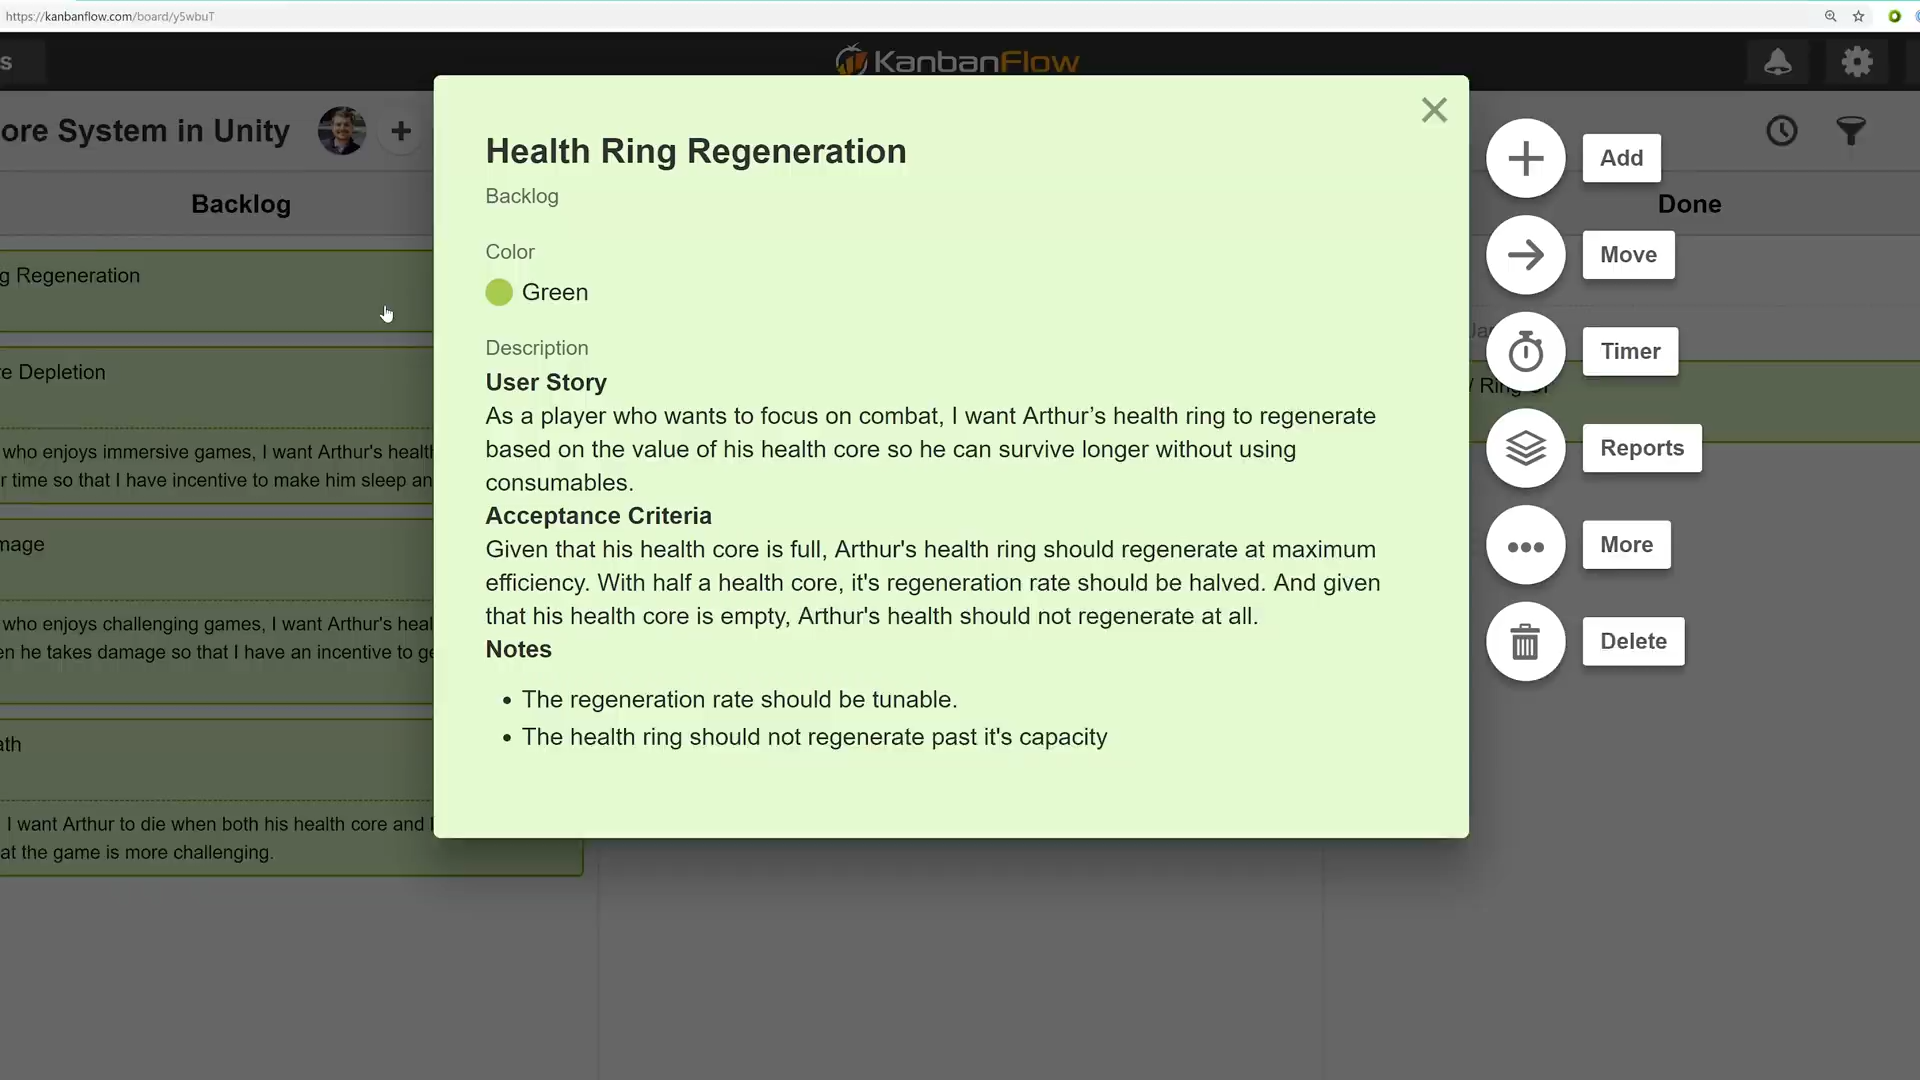 https://kanbanflow.com/board/y5wbuT
s
KanbanFlow
ore System in Unity
Backlog
Done
g Regeneration
e Depletion
who enjoys immersive games, I want Arthur's health
r time so that I have incentive to make him sleep an
mage
who enjoys challenging games, I want Arthur's heal
en he takes damage so that I have an incentive to ge
ath
I want Arthur to die when both his health core and
at the game is more challenging.
Health Ring Regeneration
Backlog
Color
Green
Description
User Story
As a player who wants to focus on combat, I want Arthur’s health ring to regenerate
based on the value of his health core so he can survive longer without using
consumables.
Acceptance Criteria
Given that his health core is full, Arthur's health ring should regenerate at maximum
efficiency. With half a health core, it's regeneration rate should be halved. And given
that his health core is empty, Arthur's health should not regenerate at all.
Notes
• The regeneration rate should be tunable.
• The health ring should not regenerate past it's capacity
Add
Move
Timer
Reports
More
Delete
Ring